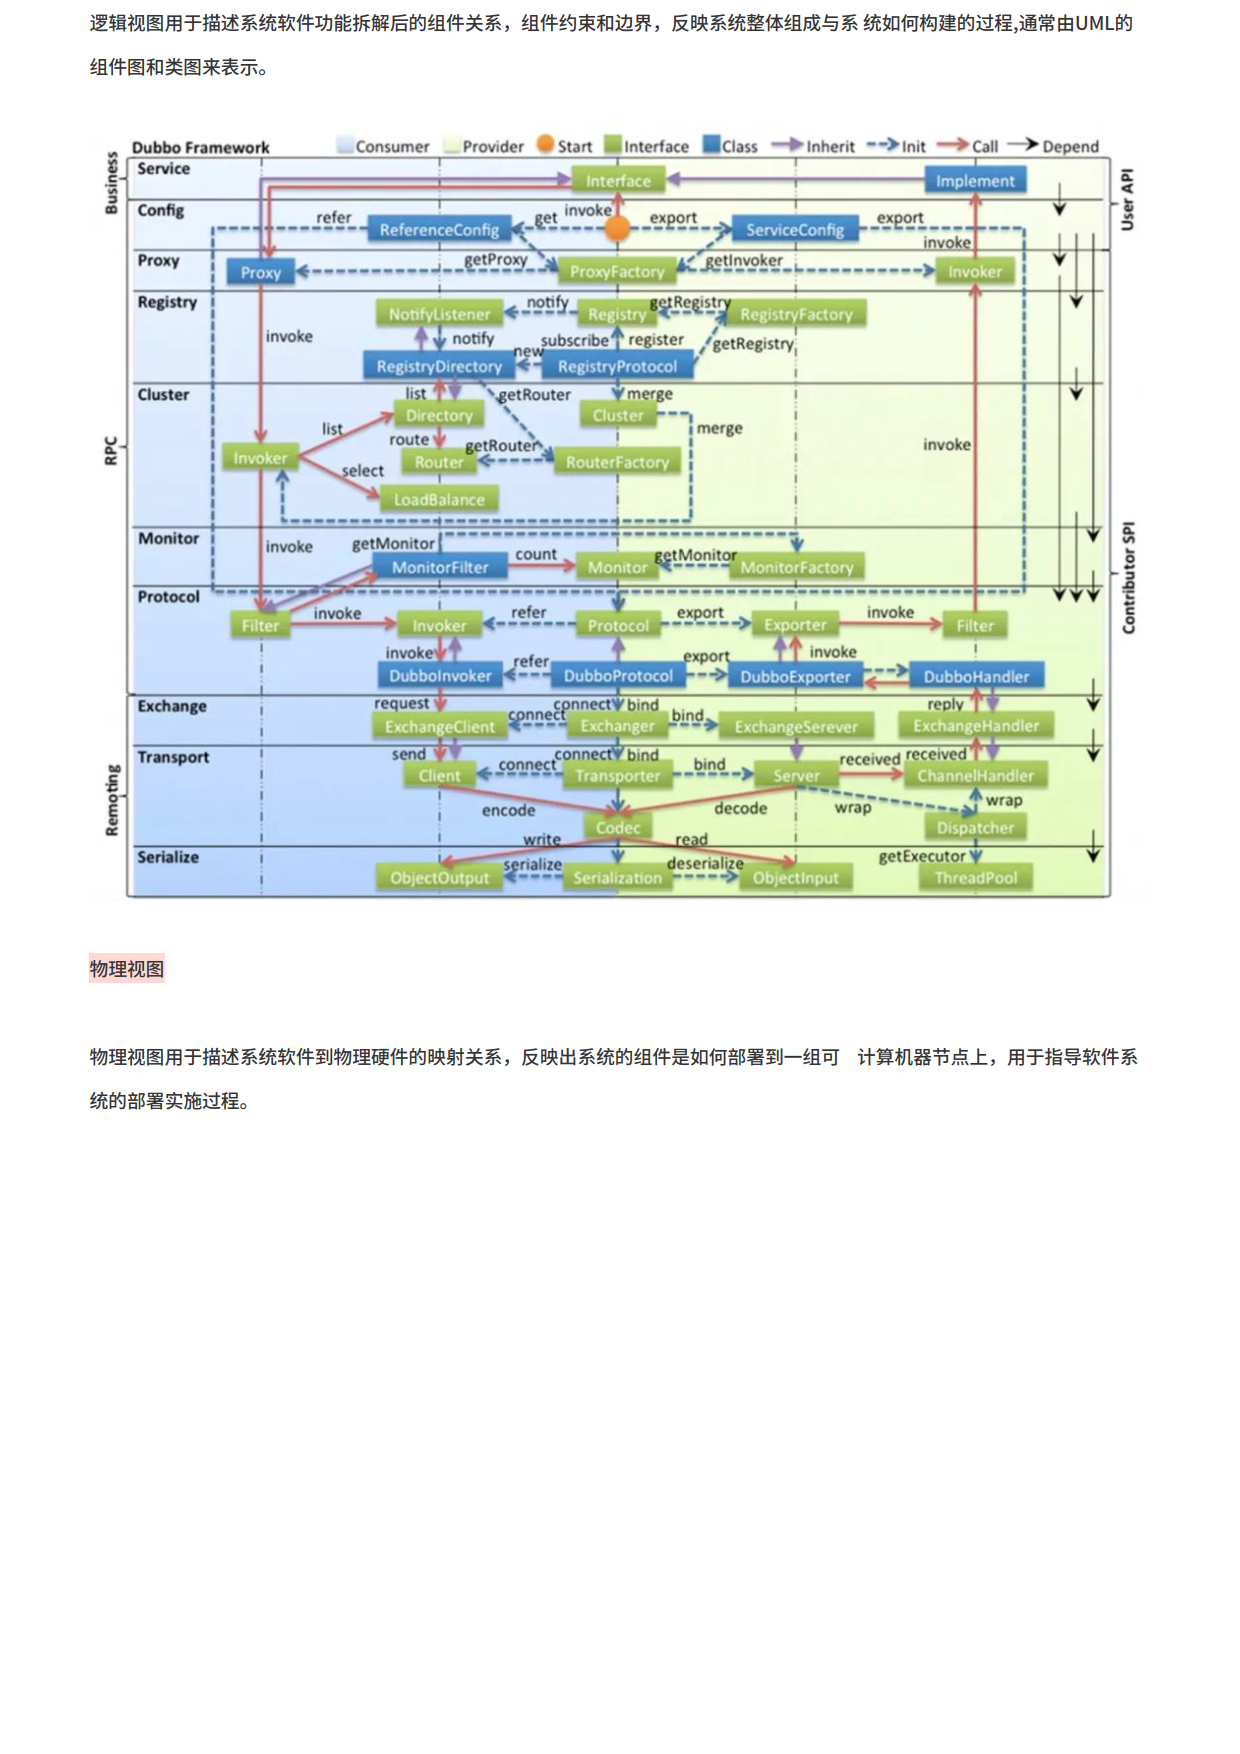 逻辑视图用于描述系统软件功能拆解后的组件关系，组件约束和边界，反映系统整体组成与系 统如何构建的过程,通常由UML的
组件图和类图来表示。
Dubbo Framework Consumer Provider Start Interface Class Inherit Init Call Depend
Business
Service Interface Implement
User API
Config refer ReferenceConfig get invoke export ServiceConfig export
invoke
Proxy Proxy getProxy ProxyFactory getInvoker Invoker
Registry NotifyListener notify Registry getRegistry RegistryFactory
invoke notify subscribe register getRegistry
RegistryDirectory new RegistryProtocol
RPC
Cluster list getRouter merge
Directory Cluster
list route getRouter merge
Invoker Router RouterFactory invoke
select LoadBalance
Contributor SPI
Monitor invoke getMonitor count getMonitor
MonitorFilter Monitor MonitorFactory
Protocol
Filter invoke Invoker refer Protocol export Exporter invoke Filter
invoke refer export invoke
DubboInvoker DubboProtocol DubboExporter DubboHandler
Remoting
Exchange request connect bind reply
ExchangeClient connect Exchanger bind ExchangeSerever ExchangeHandler
Transport send connect bind received received
Client connect Transporter bind Server ChannelHandler
encode decode wrap wrap
Codec Dispatcher
write read
Serialize serialize deserialize getExecutor
ObjectOutput Serialization ObjectInput ThreadPool
物理视图
物理视图用于描述系统软件到物理硬件的映射关系，反映出系统的组件是如何部署到一组可 计算机器节点上，用于指导软件系
统的部署实施过程。